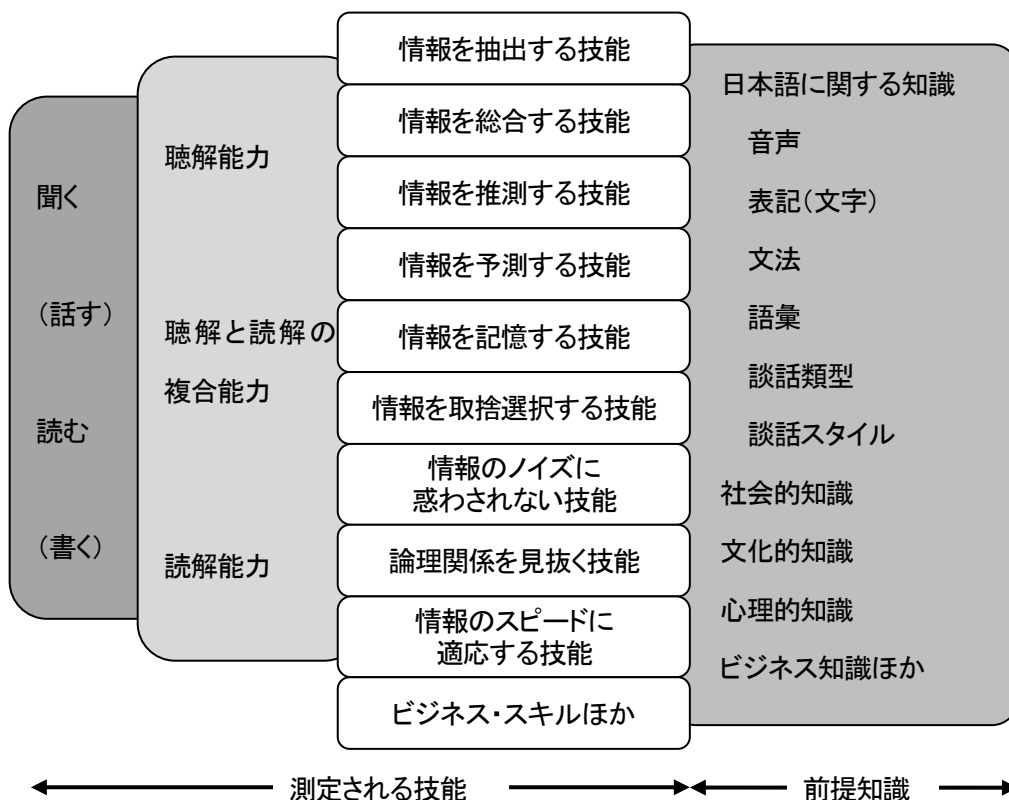 聞く
(話す)
読む
(書く)
聴解能力
聴解と読解の
複合能力
読解能力
情報を抽出する技能
情報を総合する技能
情報を推測する技能
情報を予測する技能
情報を記憶する技能
情報を取捨選択する技能
情報のノイズに
惑わされない技能
論理関係を見抜く技能
情報のスピードに
適応する技能
ビジネス・スキルほか
日本語に関する知識
音声
表記(文字)
文法
語彙
談話類型
談話スタイル
社会的知識
文化的知識
心理的知識
ビジネス知識ほか
測定される技能
前提知識